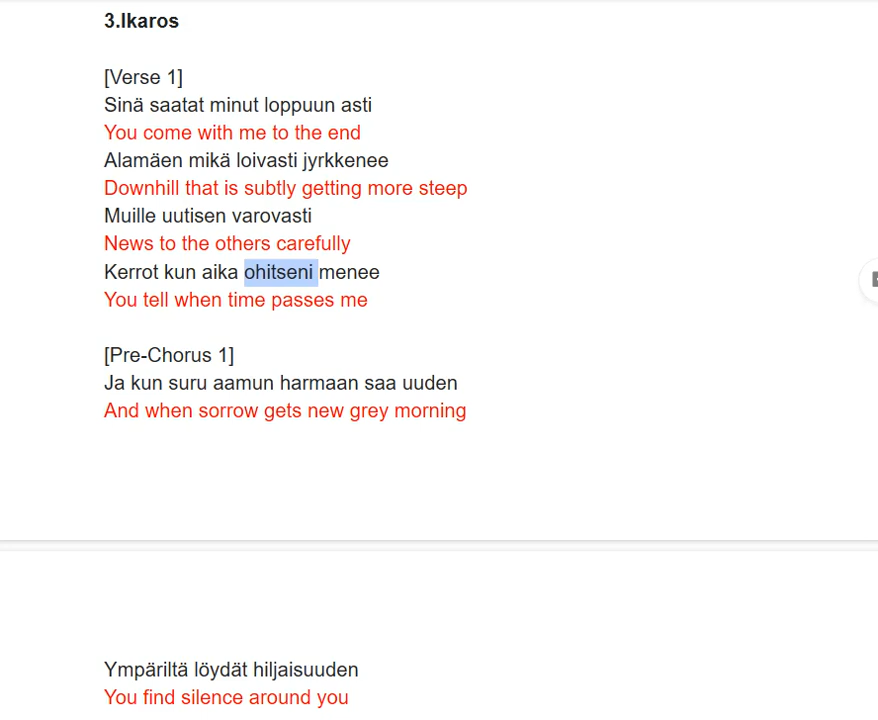 3.Ikaros
[Verse 1]
Sinä saatat minut loppuun asti
You come with me to the end
Alamäen mikä loivasti jyrkkenee
Downhill that is subtly getting more steep
Muille uutisen varovasti
News to the others carefully
Kerrot kun aika ohitseni menee
You tell when time passes me
[Pre-Chorus 1]
Ja kun suru aamun harmaan saa uuden
And when sorrow gets new grey morning
Ympäriltä löydät hiljaisuuden
You find silence around you